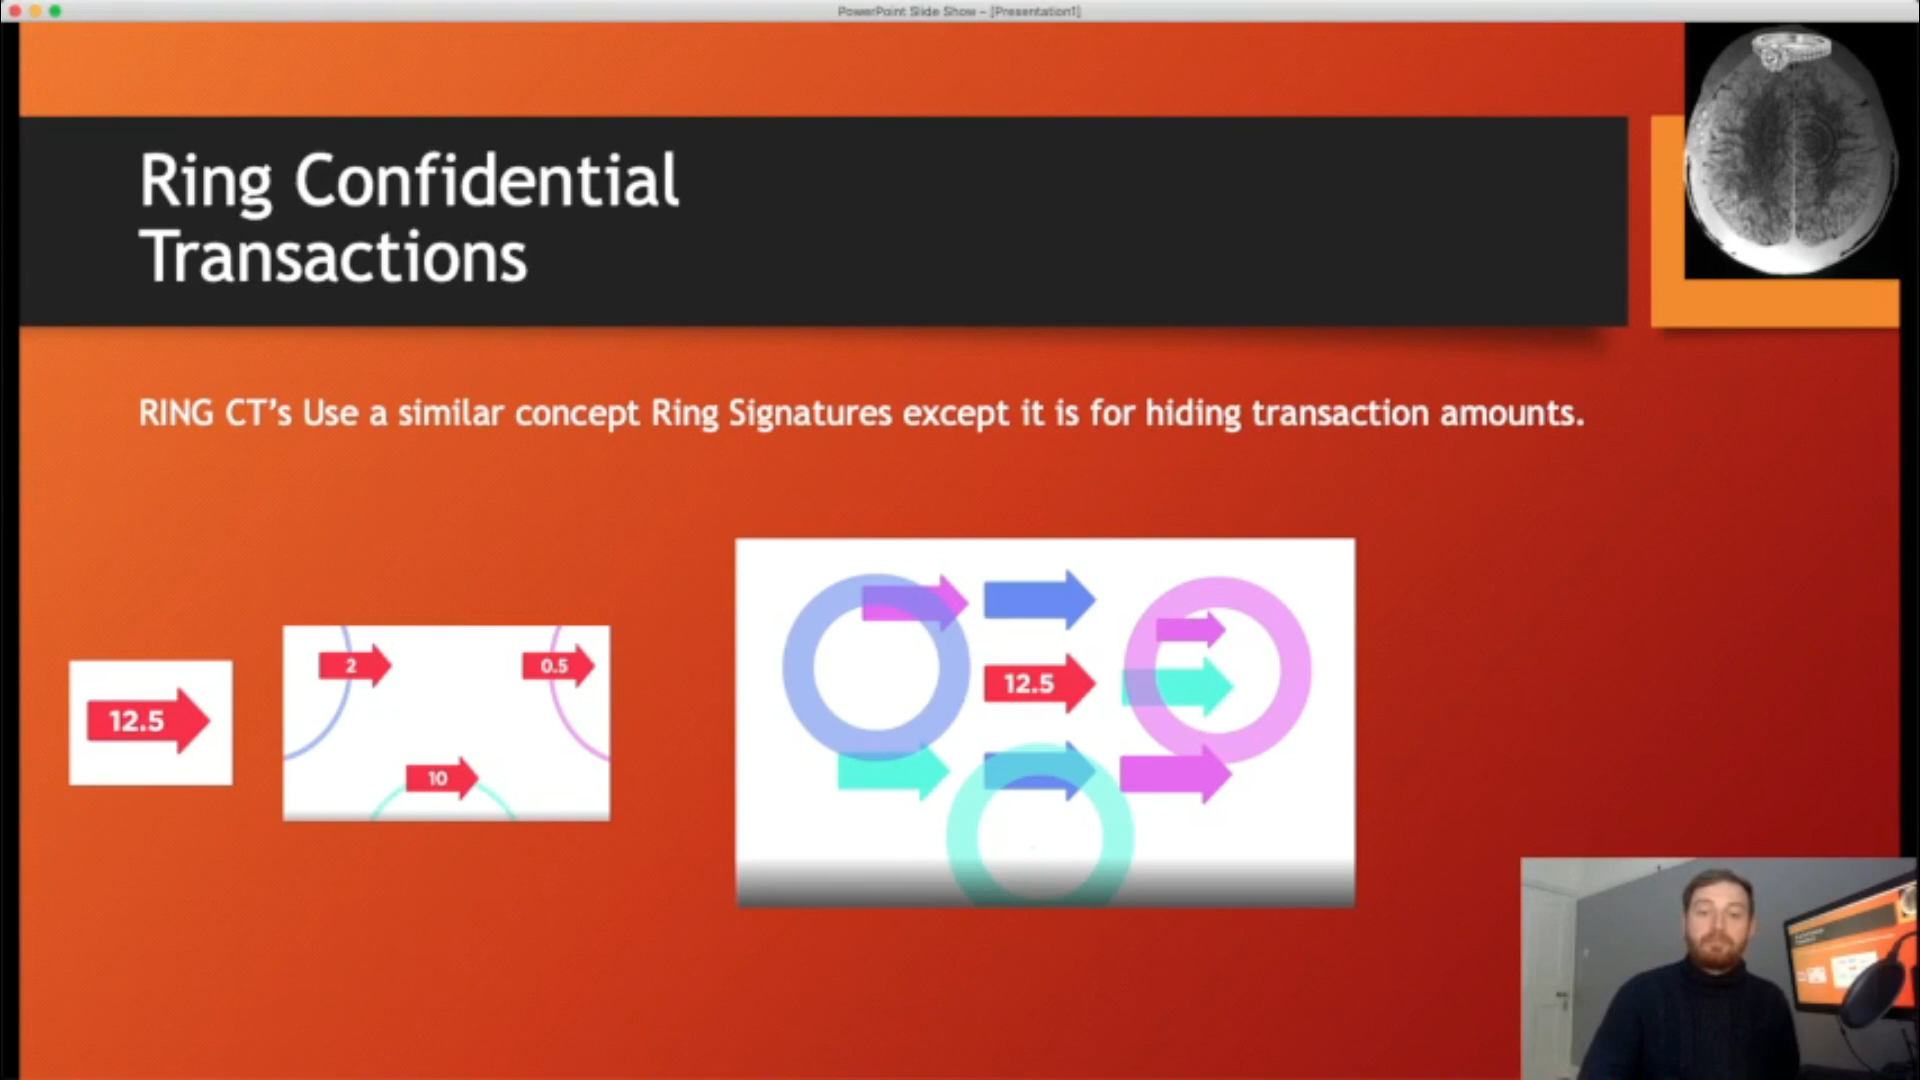 PowerPoint Slide Show - [Presentation1]
Ring Confidential
Transactions
RING CT's Use a similar concept Ring Signatures except it is for hiding transaction amounts.
12.5
2
0.5
10
12.5